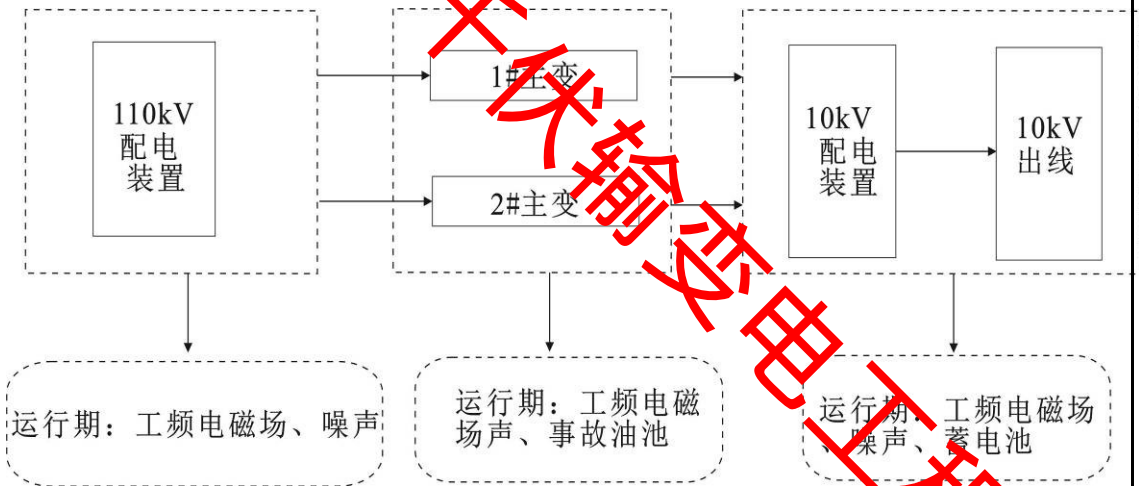 110kV
配电
装置
1#主变
2#主变
10kV
配电
装置
10kV
出线
运行期：工频电磁场、噪声
运行期：工频电磁
场声、事故油池
运行期：工频电磁场
、噪声、蓄电池
千伏输变电工程